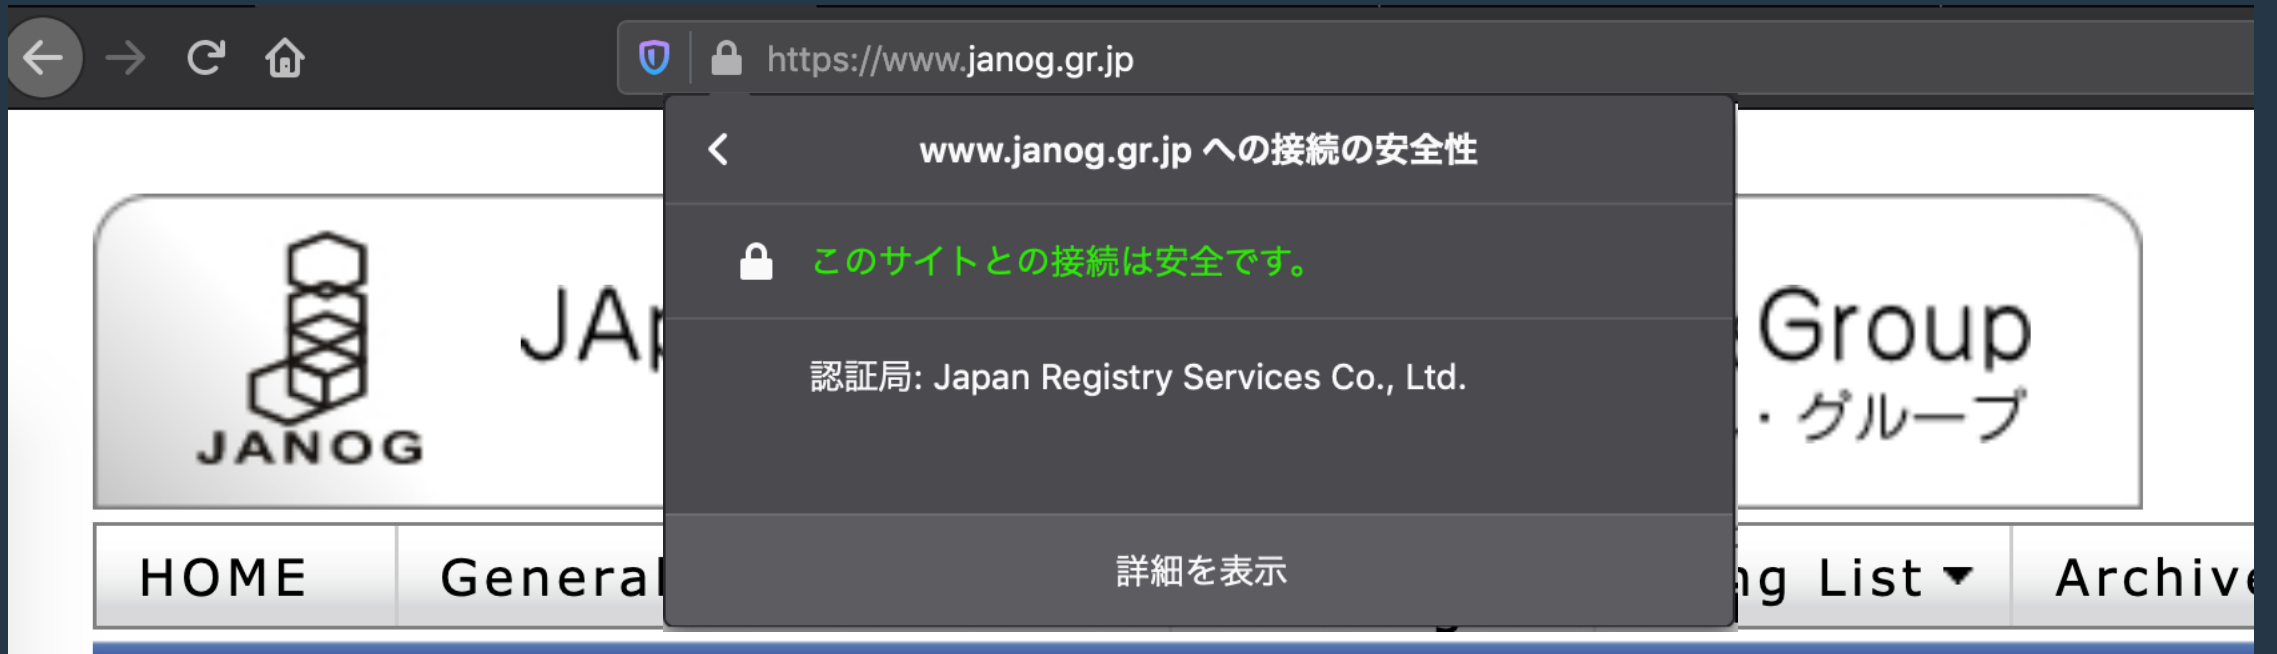 https://www.janog.gr.jp
www.janog.gr.jp への接続の安全性
このサイトとの接続は安全です。
認証局: Japan Registry Services Co., Ltd.
詳細を表示
JANOG
JAp
Group
・グループ
HOME
General
ng List
Archive